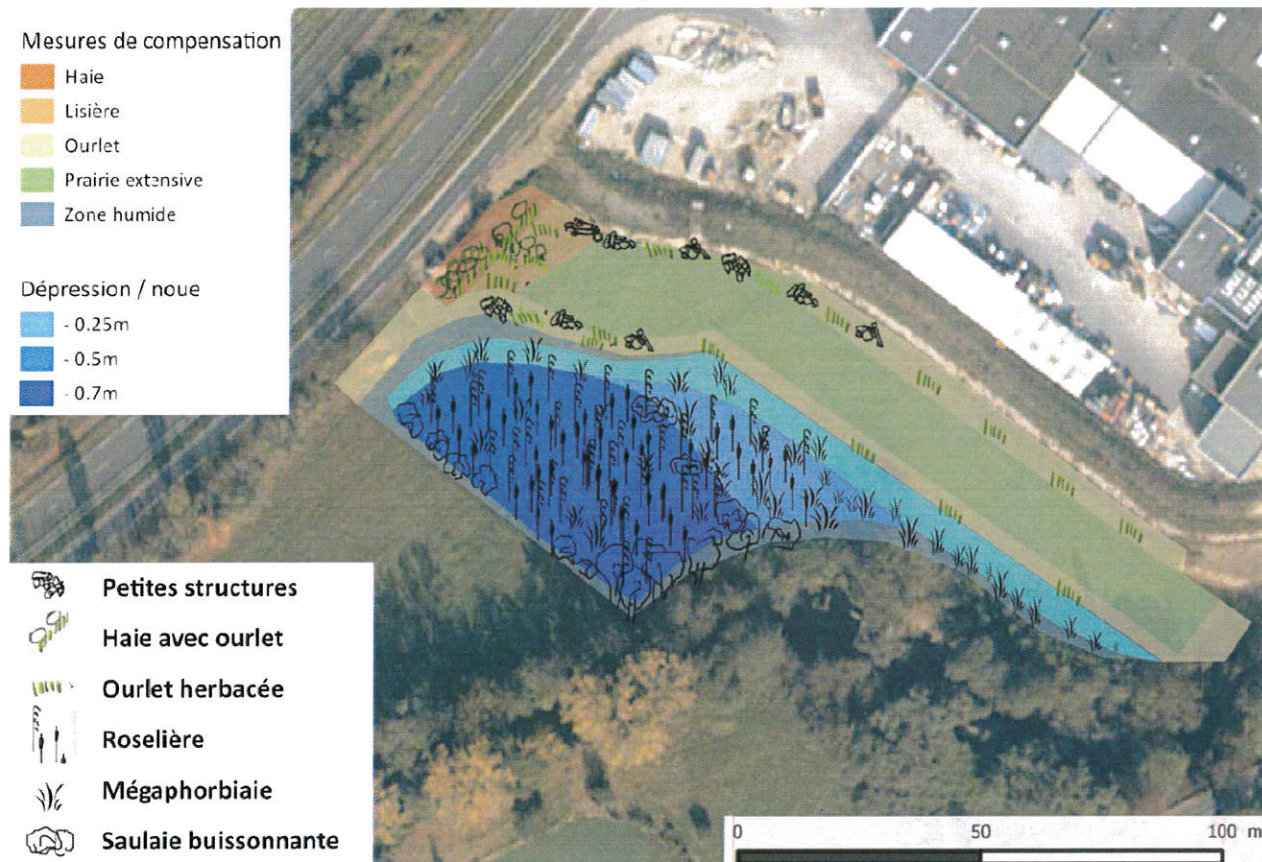 Mesures de compensation
Haie
Lisière
Ourlet
Prairie extensive
Zone humide
Dépression / noue
- 0.25m
- 0.5m
- 0.7m
Petites structures
Haie avec ourlet
Ourlet herbacée
Roselière
Mégaphorbiaie
Saulaie buissonnante
0 50 100 m